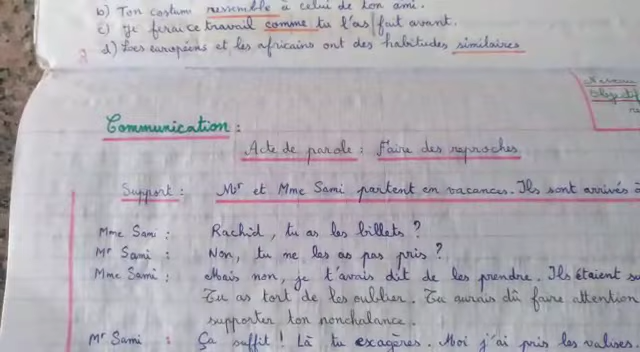 b) Ton costume ressemble à celui de ton ami.
c) Je ferai ce travail comme tu l'as fait avant.
d) Les européens et les africains ont des habitudes similaires
Objectif
Communication :
Acte de parole : Faire des reproches
Support : Mr et Mme Sami partent en vacances. Ils sont arrivés à
Mme Sami : Rachid, tu as les billets ?
Mr Sami : Non, tu ne les as pas pris ?
Mme Sami : Mais non, je t'avais dit de les prendre. Ils étaient su
Tu as tort de les oublier. Tu aurais dû faire attention
supporter ton nonchalance.
Mr Sami : Ça suffit ! Là tu exagères. Moi j'ai pris les valises.